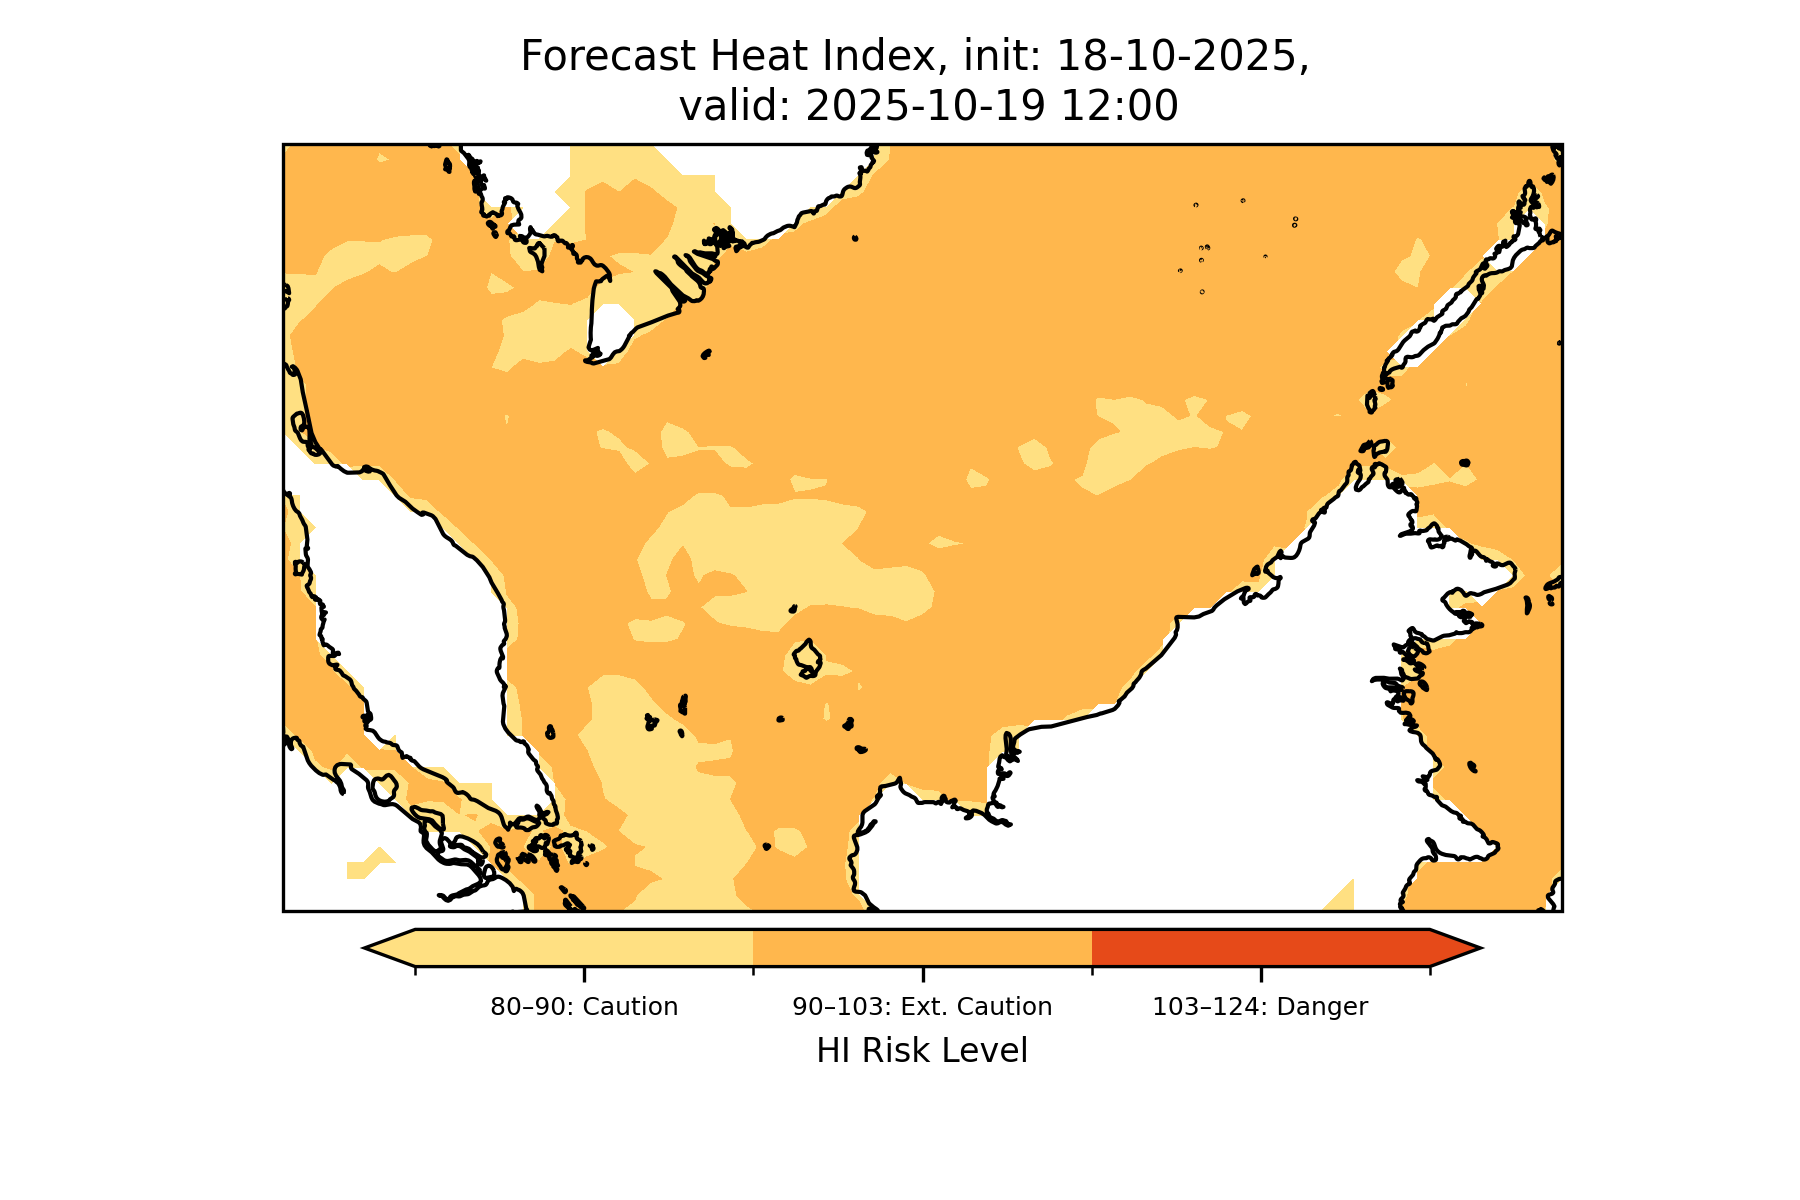 Forecast Heat Index, init: 18-10-2025,
valid: 2025-10-19 12:00
80–90: Caution
90–103: Ext. Caution
103–124: Danger
HI Risk Level